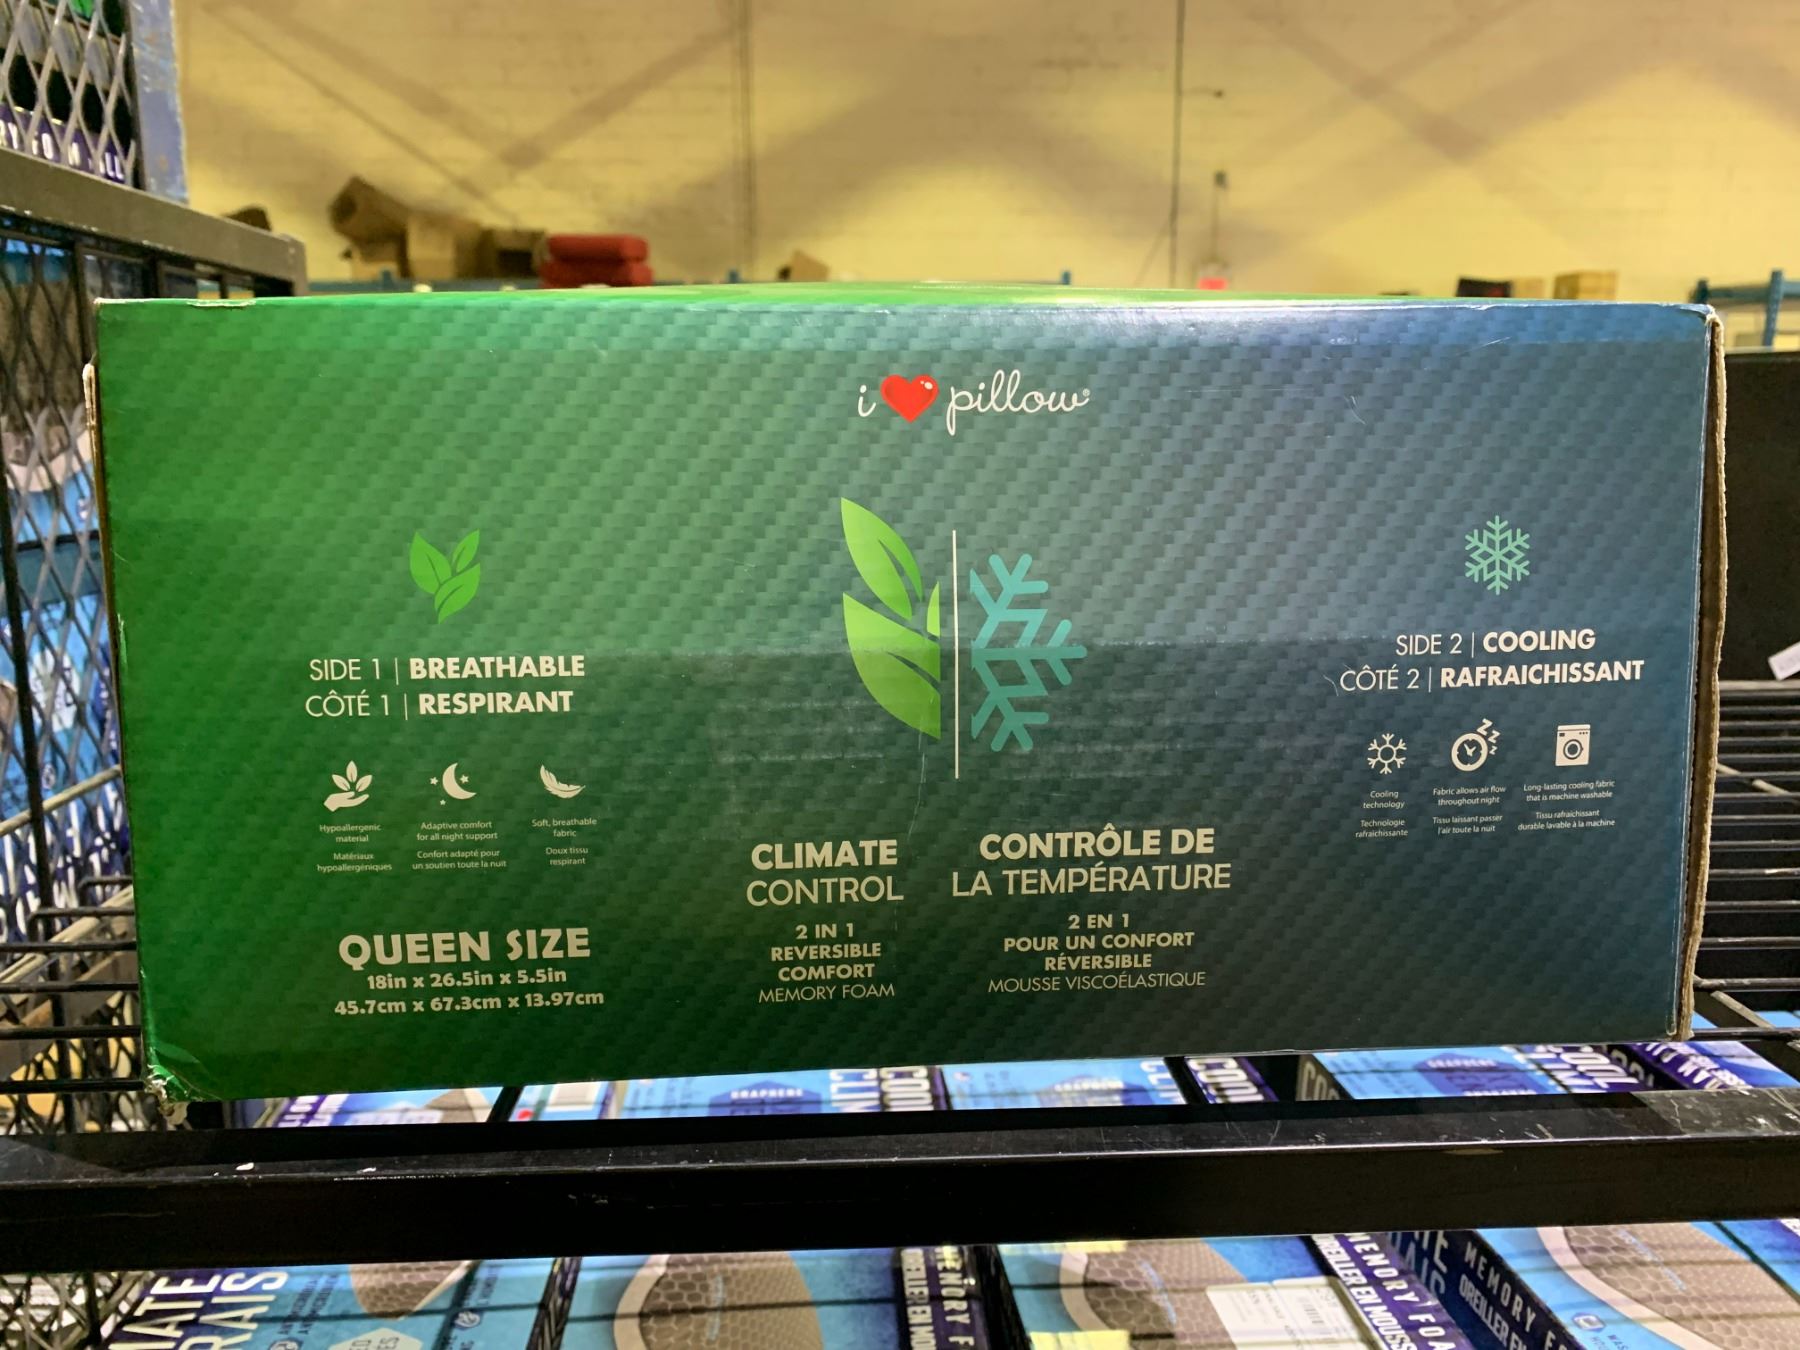 i ❤ pillow®
SIDE 1 | BREATHABLE
CÔTÉ 1 | RESPIRANT
Hypoallergenic
material
Matériaux
hypoallergéniques
Adaptive comfort
for all night support
Confort adapté pour
un soutien toute la nuit
Soft, breathable
fabric
Doux tissu
respirant
QUEEN SIZE
18in x 26.5in x 5.5in
45.7cm x 67.3cm x 13.97cm
CLIMATE
CONTROL
2 IN 1
REVERSIBLE
COMFORT
MEMORY FOAM
CONTRÔLE DE
LA TEMPÉRATURE
2 EN 1
POUR UN CONFORT
RÉVERSIBLE
MOUSSE VISCOÉLASTIQUE
SIDE 2 | COOLING
CÔTÉ 2 | RAFRAICHISSANT
Cooling
technology
Technologie
rafraichissante
Fabric allows air flow
throughout night
Tissu laissant passer
l'air toute la nuit
Long-lasting cooling fabric
that is machine washable
Tissu rafraichissant
durable lavable à la machine
GRAPHENE
COOL
MEMORY